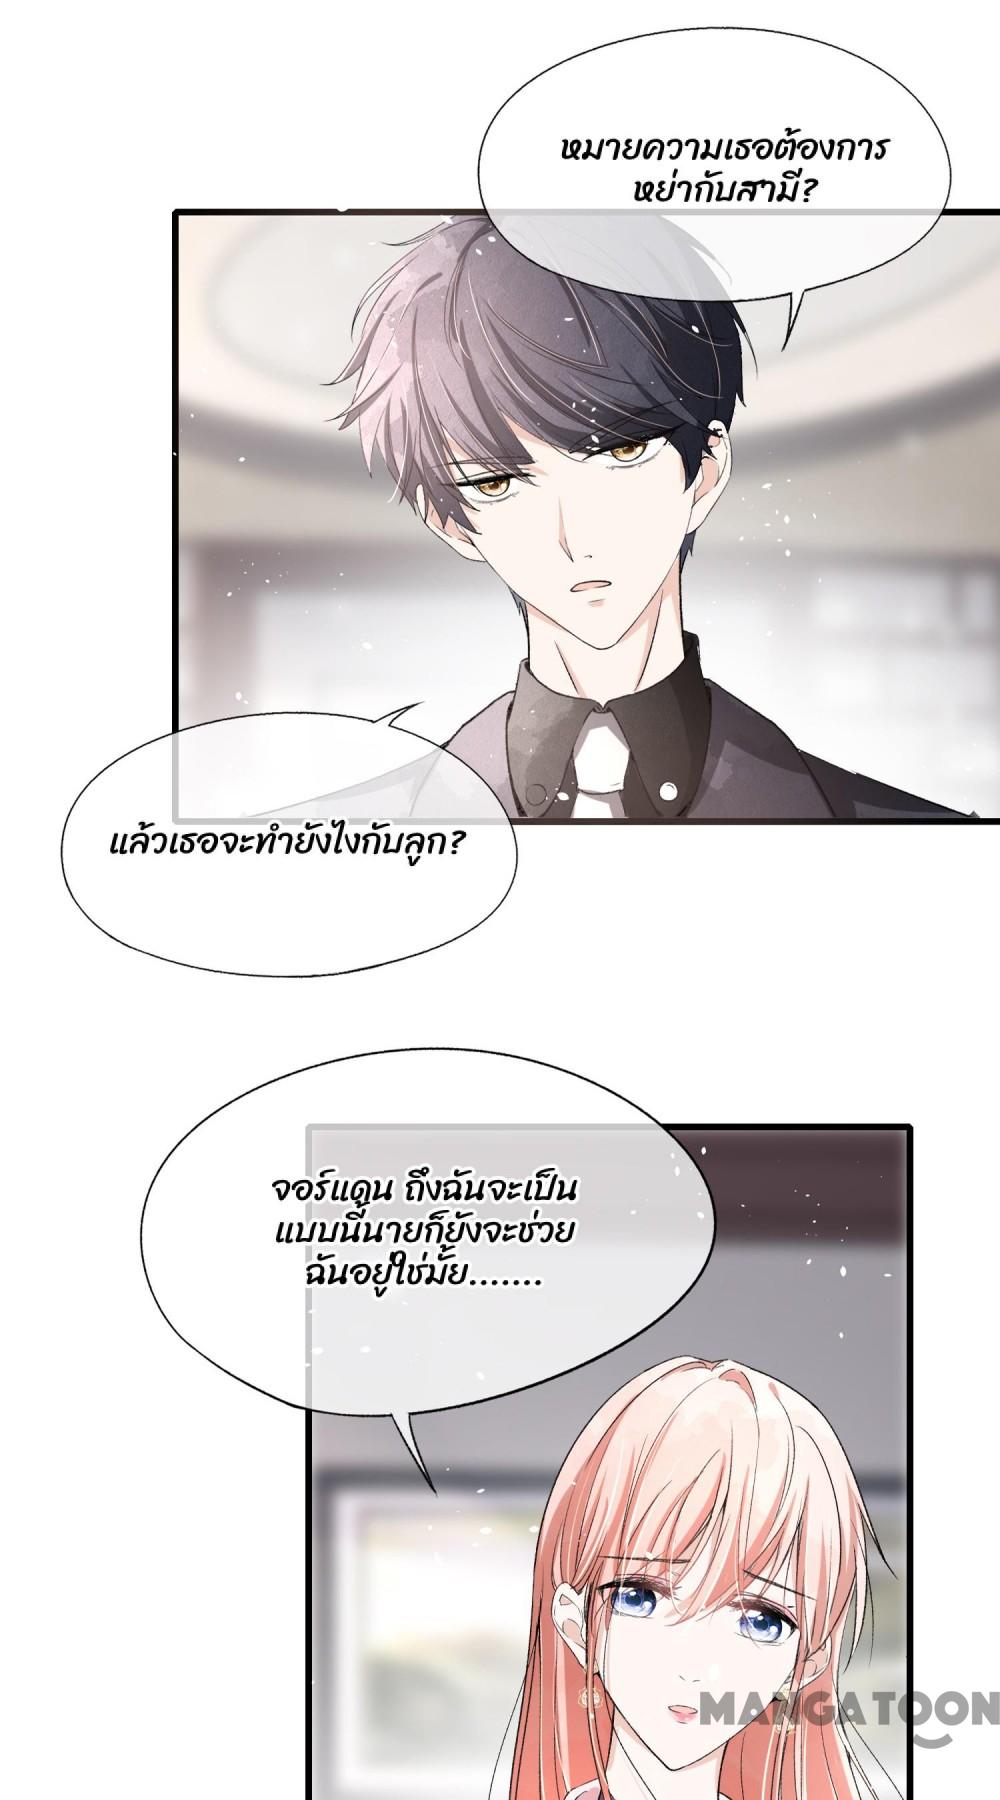 หมายความเธอต้องการ
หย่ากับสามี?
แล้วเธอจะทำยังไงกับลูก?
จอร์แดน ถึงฉันจะเป็น
แบบนี้นายก็ยังจะช่วย
ฉันอยู่ใช่มั้ย.......
MANGATOON